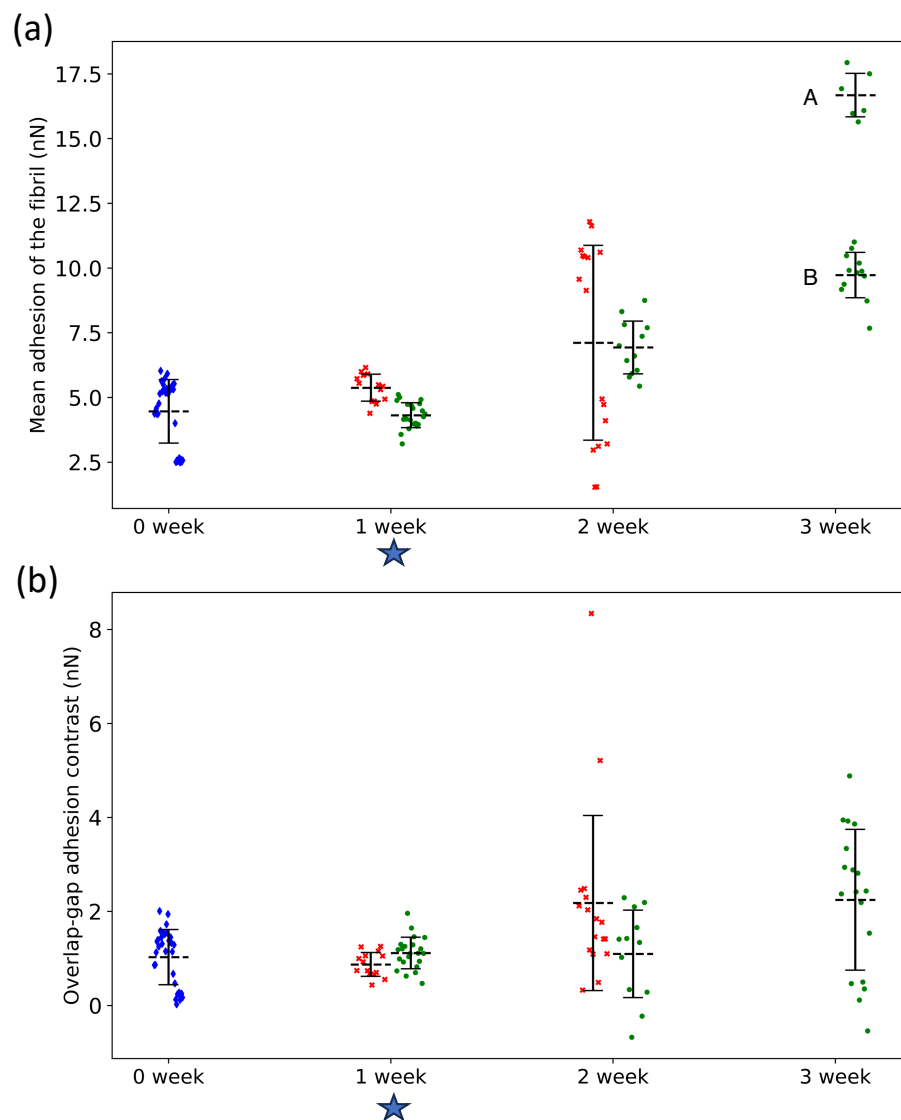 (a)
Mean adhesion of the fibril (nN)
17.5
15.0
12.5
10.0
7.5
5.0
2.5
A
B
0 week
1 week
2 week
3 week
(b)
Overlap-gap adhesion contrast (nN)
8
6
4
2
0
0 week
1 week
2 week
3 week